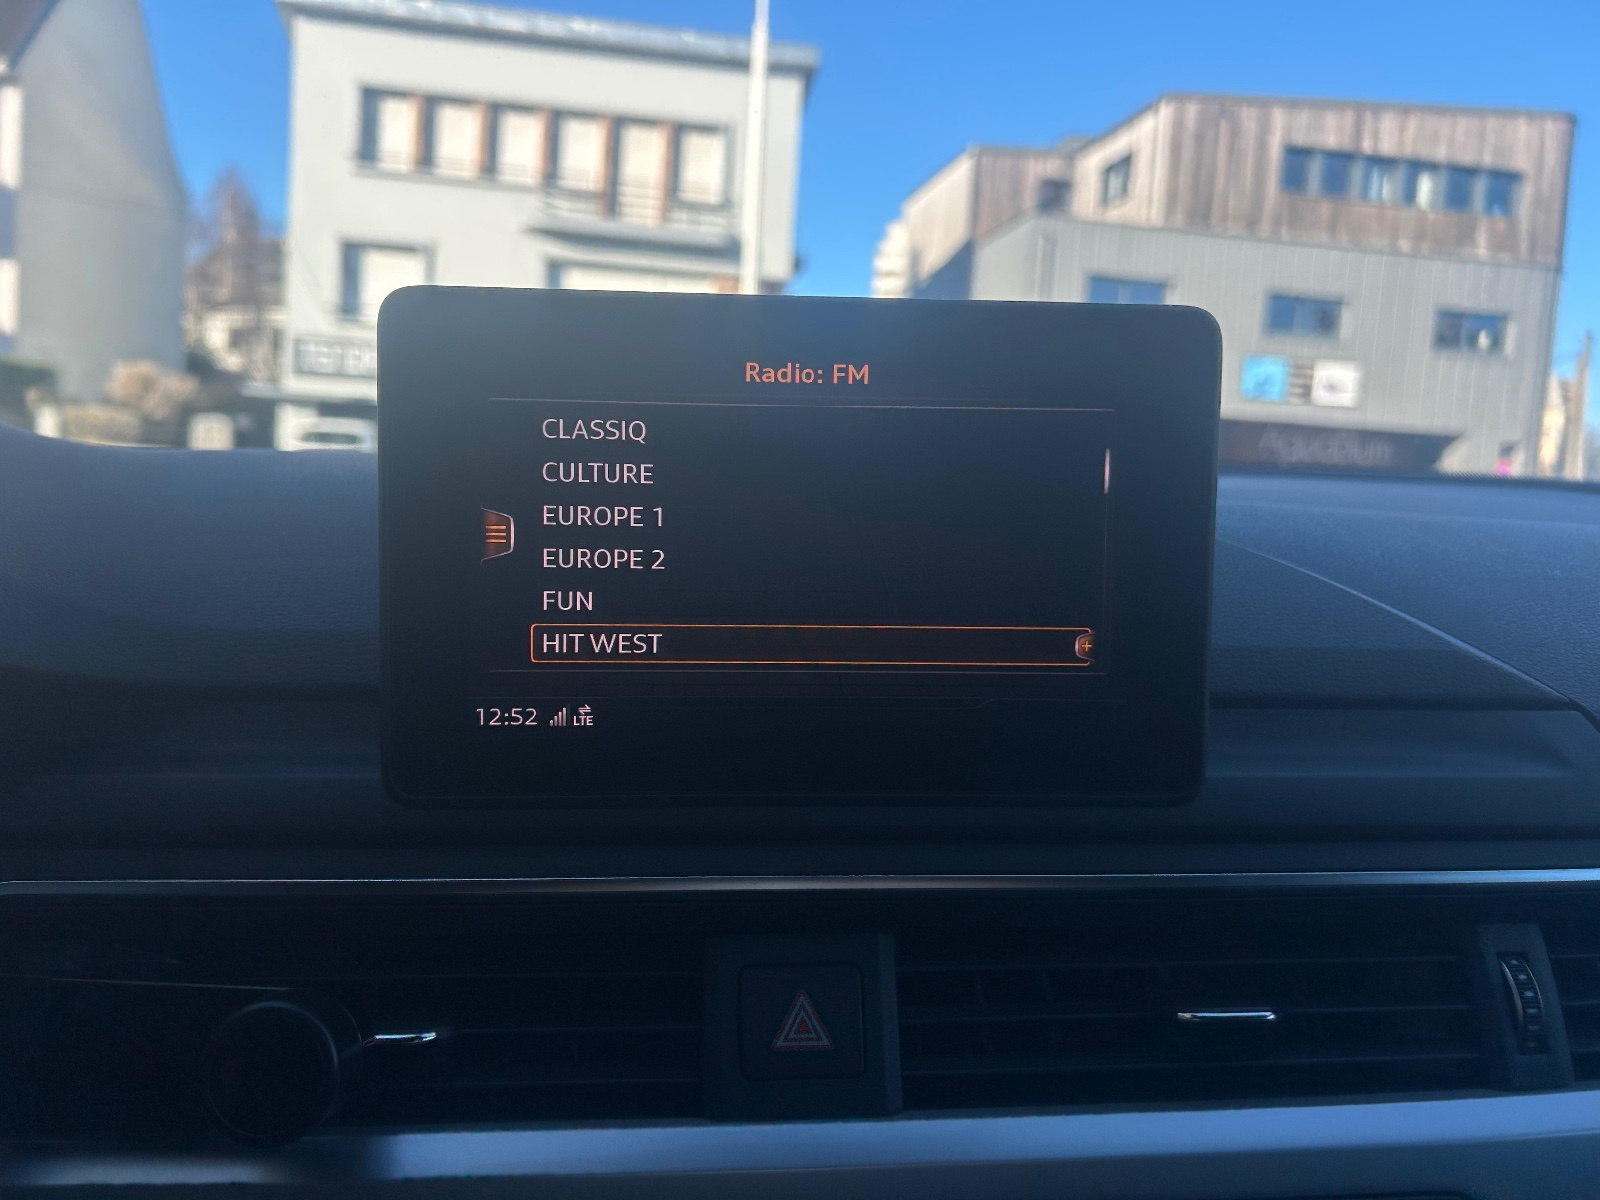 Radio: FM
CLASSIQ
CULTURE
EUROPE 1
EUROPE 2
FUN
HIT WEST
12:52 LTE